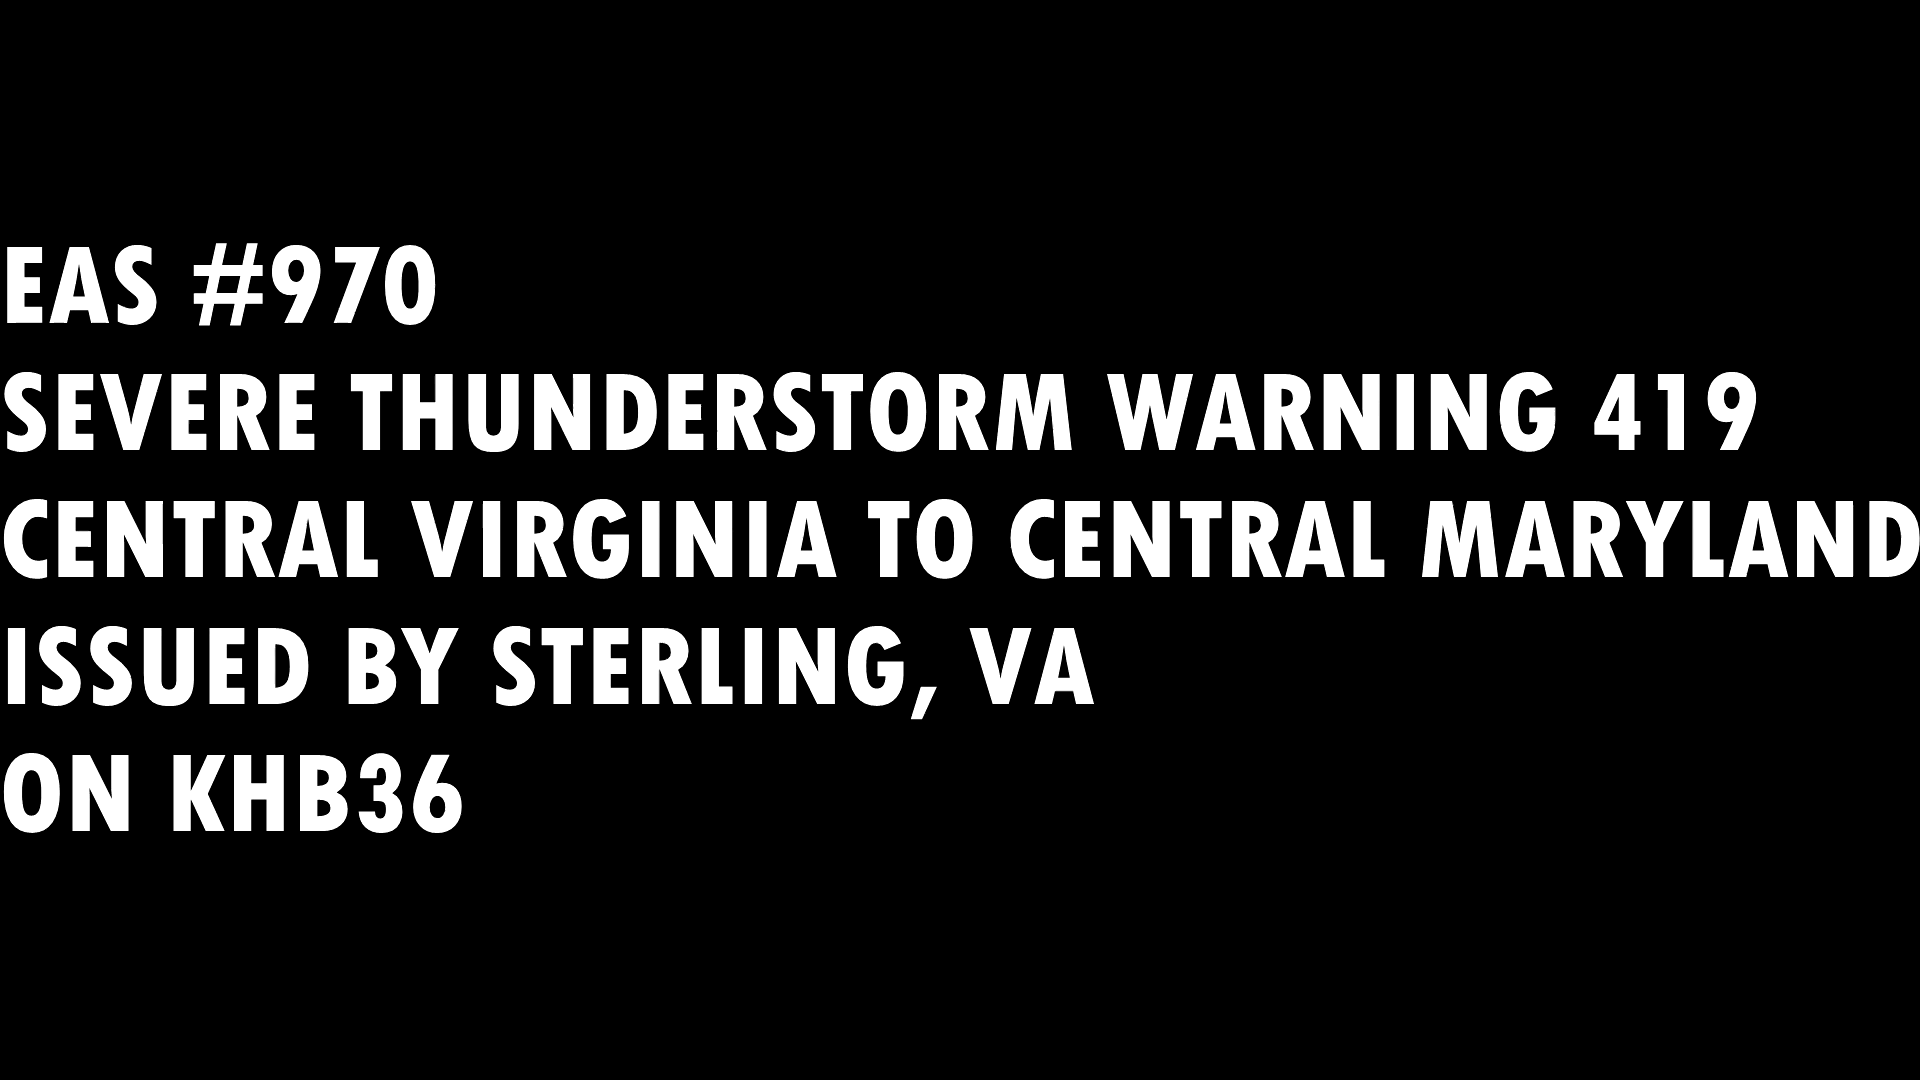 EAS #970
SEVERE THUNDERSTORM WARNING 419
CENTRAL VIRGINIA TO CENTRAL MARYLAND
ISSUED BY STERLING, VA
ON KHB36